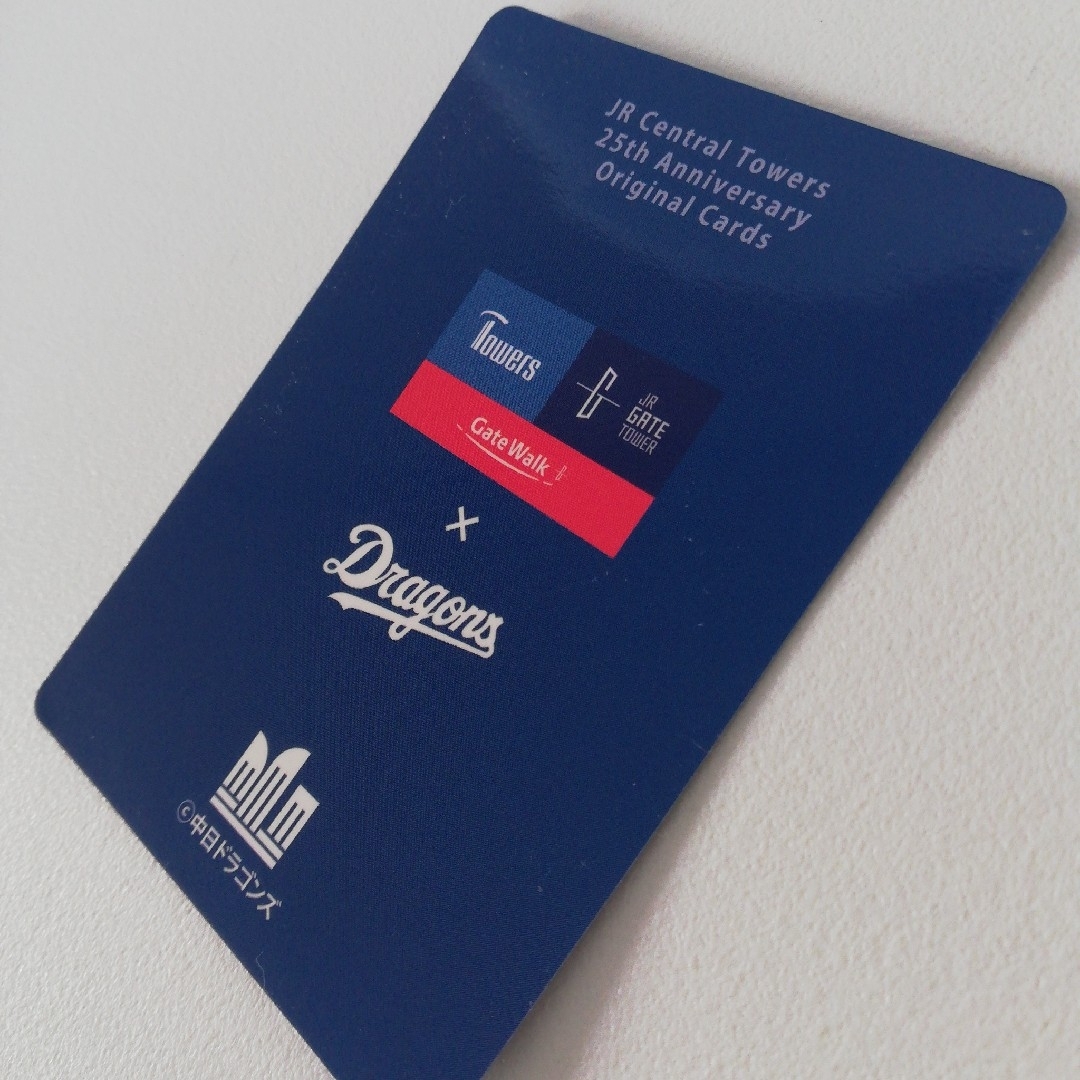 JR Central Towers
25th Anniversary
Original Cards
Towers
JR
GATE
TOWER
Gate Walk
×
Dragons
©中日ドラゴンズ